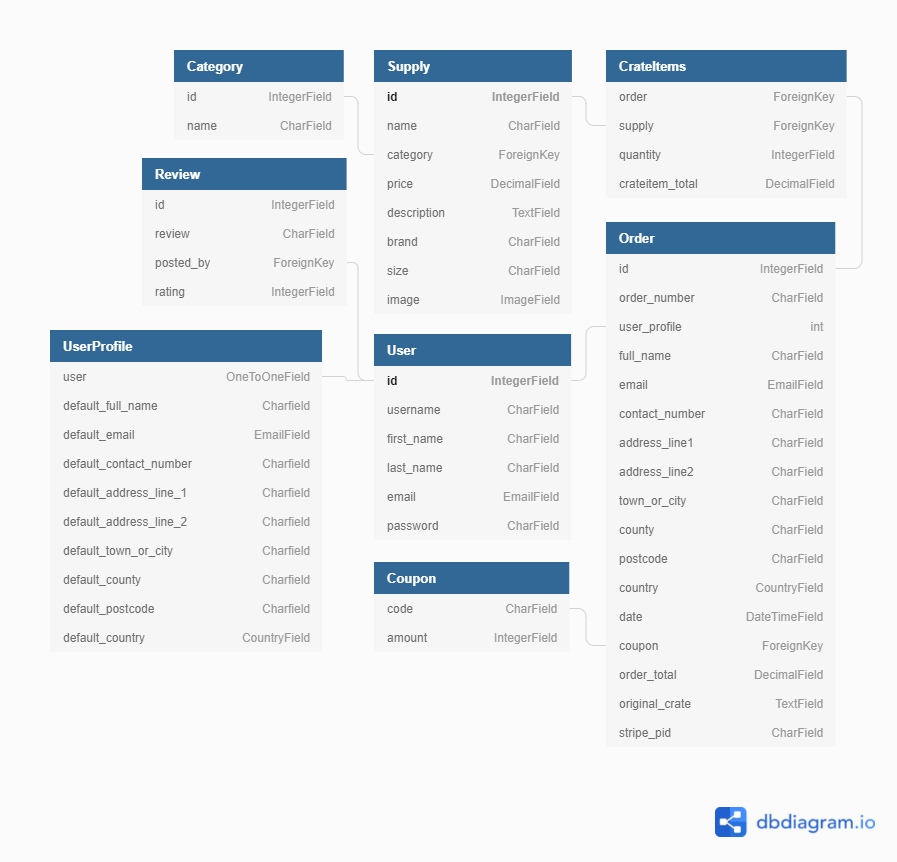 Category
id IntegerField
name CharField
Supply
id IntegerField
name CharField
category ForeignKey
price DecimalField
description TextField
brand CharField
size CharField
image ImageField
CrateItems
order ForeignKey
supply ForeignKey
quantity IntegerField
crateitem_total DecimalField
Review
id IntegerField
review CharField
posted_by ForeignKey
rating IntegerField
Order
id IntegerField
order_number CharField
user_profile int
full_name CharField
email EmailField
contact_number CharField
address_line1 CharField
address_line2 CharField
town_or_city CharField
county CharField
postcode CharField
country CountryField
date DateTimeField
coupon ForeignKey
order_total DecimalField
original_crate TextField
stripe_pid CharField
UserProfile
user OneToOneField
default_full_name Charfield
default_email EmailField
default_contact_number Charfield
default_address_line_1 Charfield
default_address_line_2 Charfield
default_town_or_city Charfield
default_county Charfield
default_postcode Charfield
default_country CountryField
User
id IntegerField
username CharField
first_name CharField
last_name CharField
email EmailField
password CharField
Coupon
code CharField
amount IntegerField
dbdiagram.io